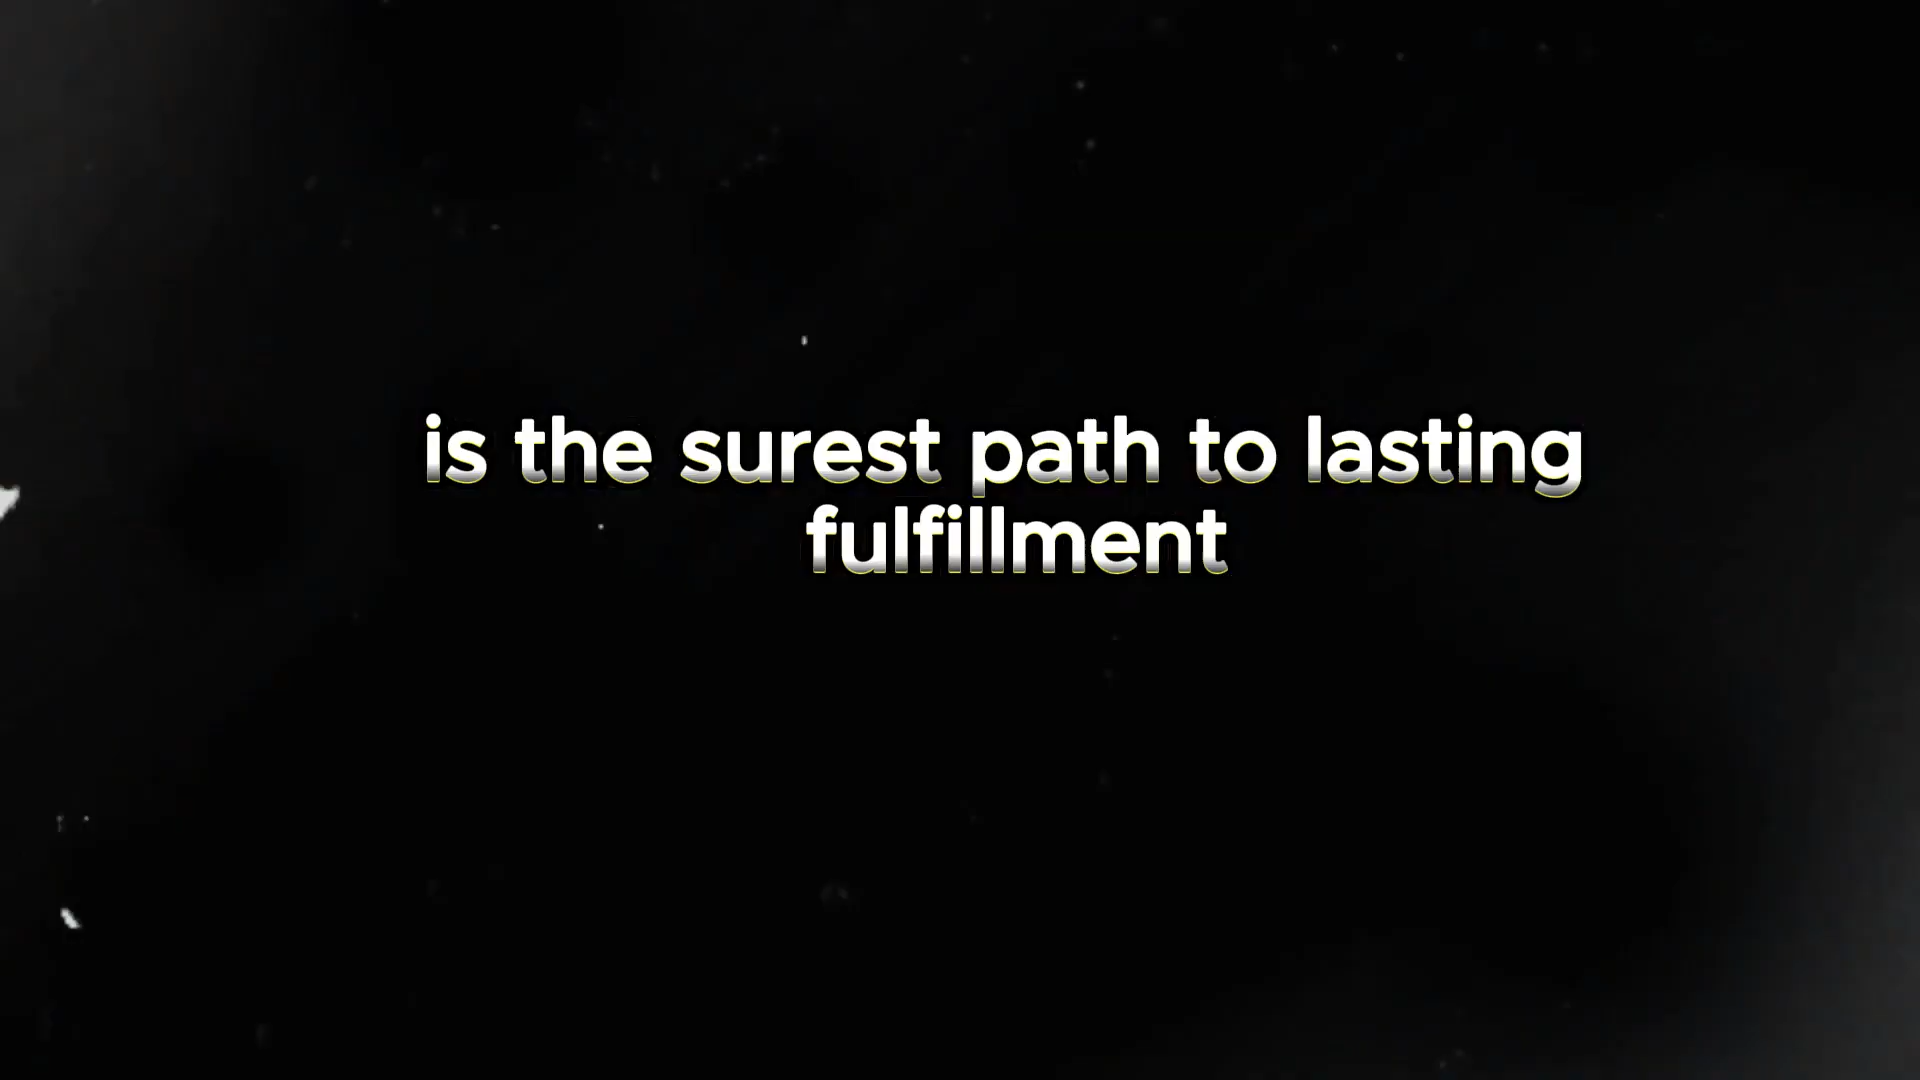 is the surest path to lasting
fulfillment